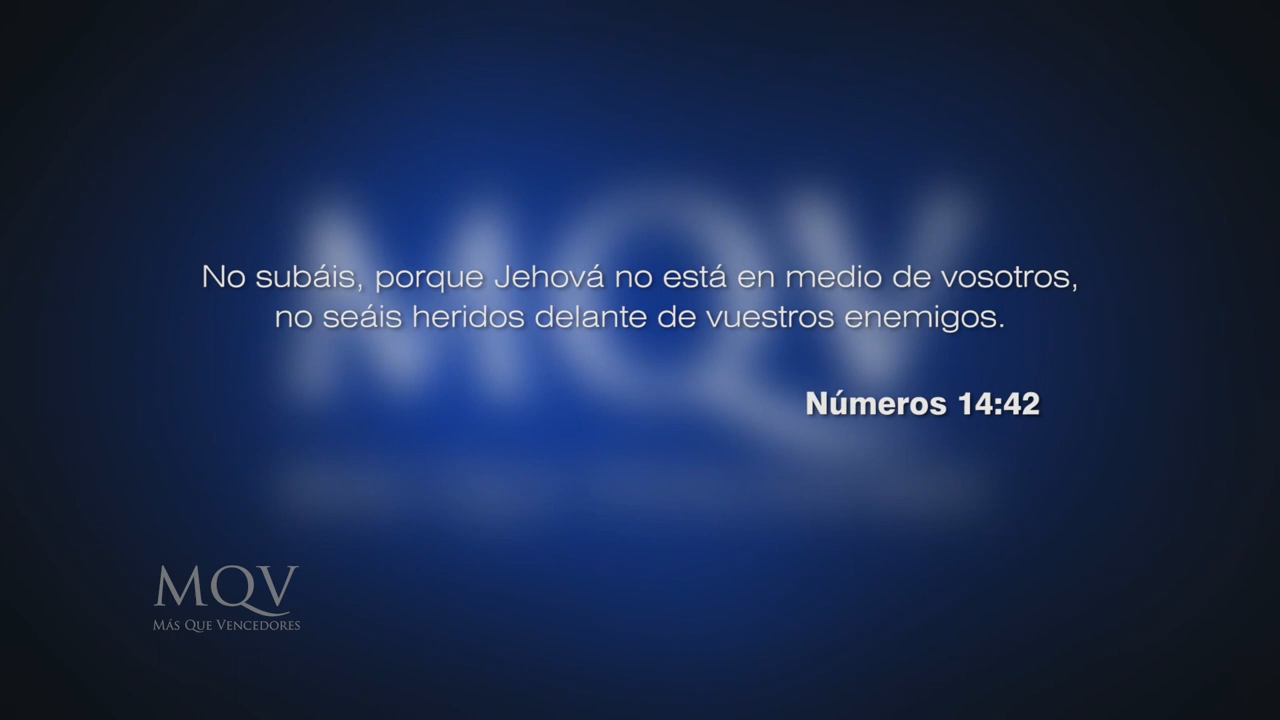 No subáis, porque Jehová no está en medio de vosotros,
no seáis heridos delante de vuestros enemigos.
Números 14:42
MQV
MÁS QUE VENCEDORES